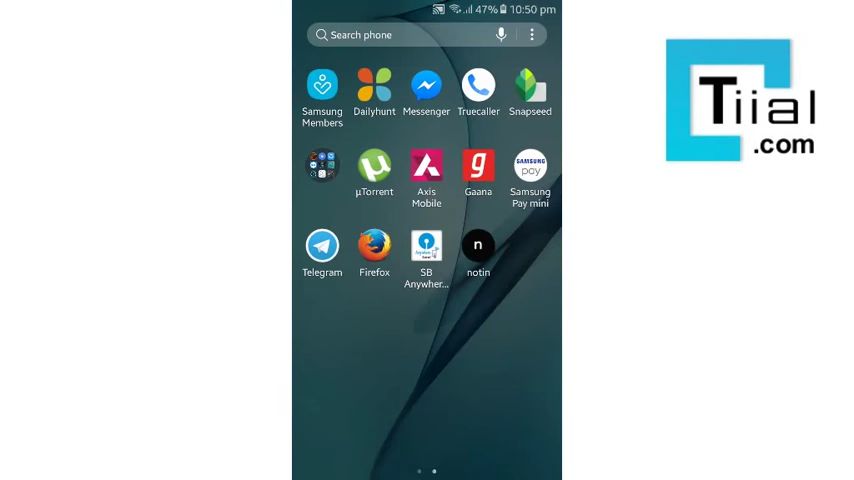 47% 10:50 pm
Search phone
Samsung Members
Dailyhunt
Messenger
Truecaller
Snapseed
µTorrent
Axis Mobile
Gaana
SAMSUNG pay
Samsung Pay mini
Telegram
Firefox
SB Anywher...
n
notin
g
µ
Tiial
.com